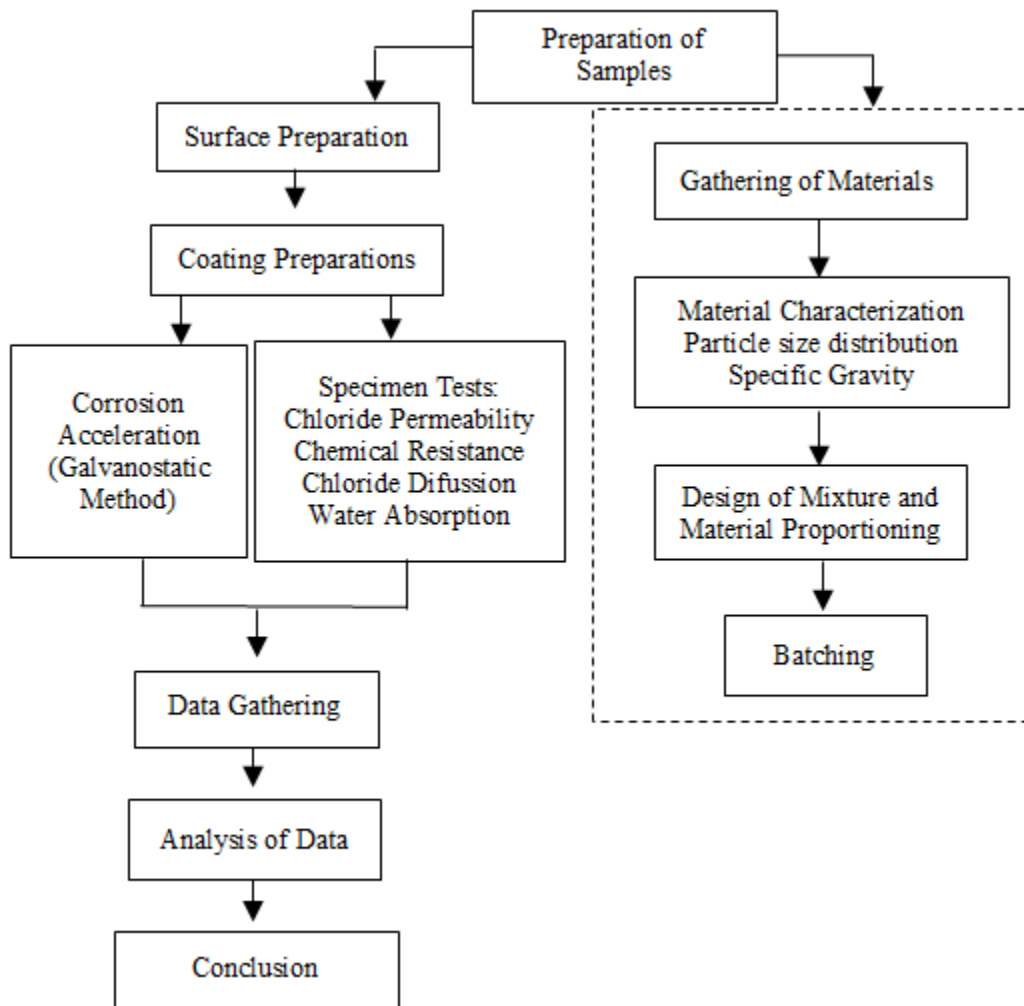 Preparation of
Samples
Surface Preparation
Coating Preparations
Corrosion
Acceleration
(Galvanostatic
Method)
Specimen Tests:
Chloride Permeability
Chemical Resistance
Chloride Difussion
Water Absorption
Data Gathering
Analysis of Data
Conclusion
Gathering of Materials
Material Characterization
Particle size distribution
Specific Gravity
Design of Mixture and
Material Proportioning
Batching